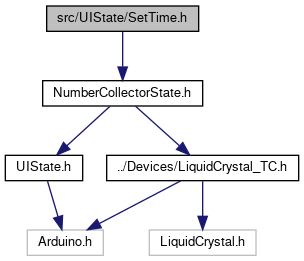 src/UIState/SetTime.h
NumberCollectorState.h
UIState.h
../Devices/LiquidCrystal_TC.h
Arduino.h
LiquidCrystal.h